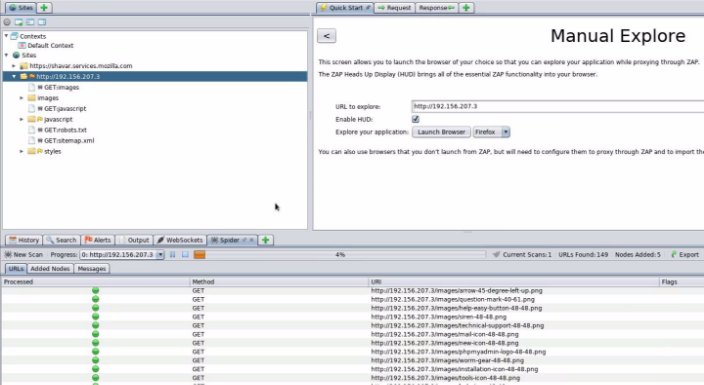 Sites
Quick Start
Request
Response
Contexts
Default Context
Sites
https://shavar.services.mozilla.com
http://192.156.207.3
GET:images
images
GET:javascript
javascript
GET:robots.txt
GET:sitemap.xml
styles
<
Manual Explore
This screen allows you to launch the browser of your choice so that you can explore your application while proxying through ZAP.
The ZAP Heads Up Display (HUD) brings all of the essential ZAP functionality into your browser.
URL to explore: http://192.156.207.3
Enable HUD:
Explore your application: Launch Browser Firefox
You can also use browsers that you don't launch from ZAP, but will need to configure them to proxy through ZAP and to import the
History Search Alerts Output WebSockets Spider
New Scan Progress: 0: http://192.156.207.3 4% Current Scans: 1 URLs Found: 149 Nodes Added: 5 Export
URLs Added Nodes Messages
Processed Method URI Flags
GET http://192.156.207.3/images/arrow-45-degree-left-up.png
GET http://192.156.207.3/images/question-mark-40-61.png
GET http://192.156.207.3/images/help-easy-button-48-48.png
GET http://192.156.207.3/images/siren-48-48.png
GET http://192.156.207.3/images/technical-support-48-48.png
GET http://192.156.207.3/images/mail-icon-48-48.png
GET http://192.156.207.3/images/new-icon-48-48.png
GET http://192.156.207.3/images/phpmyadmin-logo-48-48.png
GET http://192.156.207.3/images/worm-gear-48-48.png
GET http://192.156.207.3/images/installation-icon-48-48.png
GET http://192.156.207.3/images/tools-icon-48-48.png